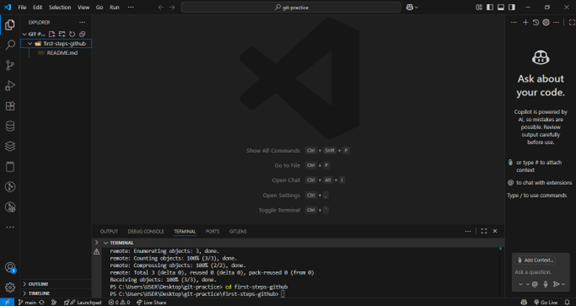 File Edit Selection View Go Run ...
git-practice
EXPLORER
GIT-P...
first-steps-github
README.md
OUTLINE
TIMELINE
Show All Commands Ctrl + Shift + P
Go to File Ctrl + P
Open Chat Ctrl + Alt + I
Open Settings Ctrl + ,
Toggle Terminal Ctrl + `
OUTPUT DEBUG CONSOLE TERMINAL PORTS GITLENS
TERMINAL
remote: Enumerating objects: 3, done.
remote: Counting objects: 100% (3/3), done.
remote: Compressing objects: 100% (2/2), done.
remote: Total 3 (delta 0), reused 0 (delta 0), pack-reused 0 (from 0)
Receiving objects: 100% (3/3), done.
PS C:\Users\USER\Desktop\git-practice> cd first-steps-github
PS C:\Users\USER\Desktop\git-practice\first-steps-github>
Ask about
your code.
Copilot is powered by
AI, so mistakes are
possible. Review
output carefully
before use.
or type # to attach
context
@ to chat with extensions
Type / to use commands
Add Context...
Ask a question.
main Launchpad 0 0 Live Share
Go Live